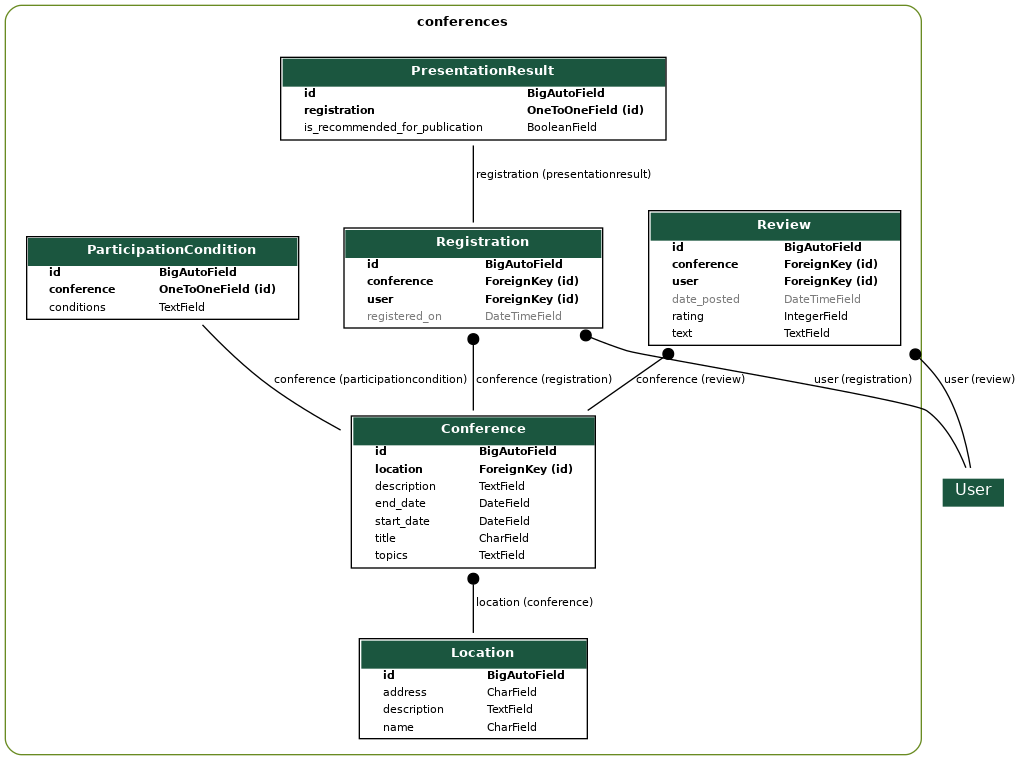 conferences
PresentationResult
id BigAutoField
registration OneToOneField (id)
is_recommended_for_publication BooleanField
registration (presentationresult)
ParticipationCondition
id BigAutoField
conference OneToOneField (id)
conditions TextField
Registration
id BigAutoField
conference ForeignKey (id)
user ForeignKey (id)
registered_on DateTimeField
Review
id BigAutoField
conference ForeignKey (id)
user ForeignKey (id)
date_posted DateTimeField
rating IntegerField
text TextField
conference (participationcondition)
conference (registration)
conference (review)
user (registration)
user (review)
Conference
id BigAutoField
location ForeignKey (id)
description TextField
end_date DateField
start_date DateField
title CharField
topics TextField
User
location (conference)
Location
id BigAutoField
address CharField
description TextField
name CharField